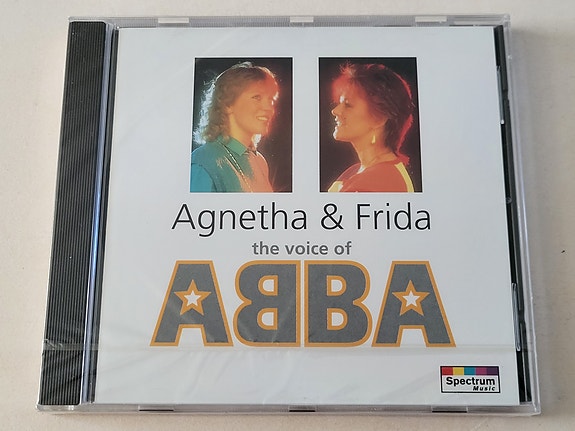 Agnetha & Frida
the voice of
ABBA
Spectrum
Music